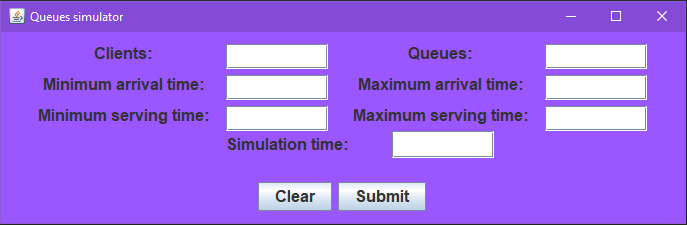 Queues simulator
Clients: Queues:
Minimum arrival time: Maximum arrival time:
Minimum serving time: Maximum serving time:
Simulation time:
Clear Submit